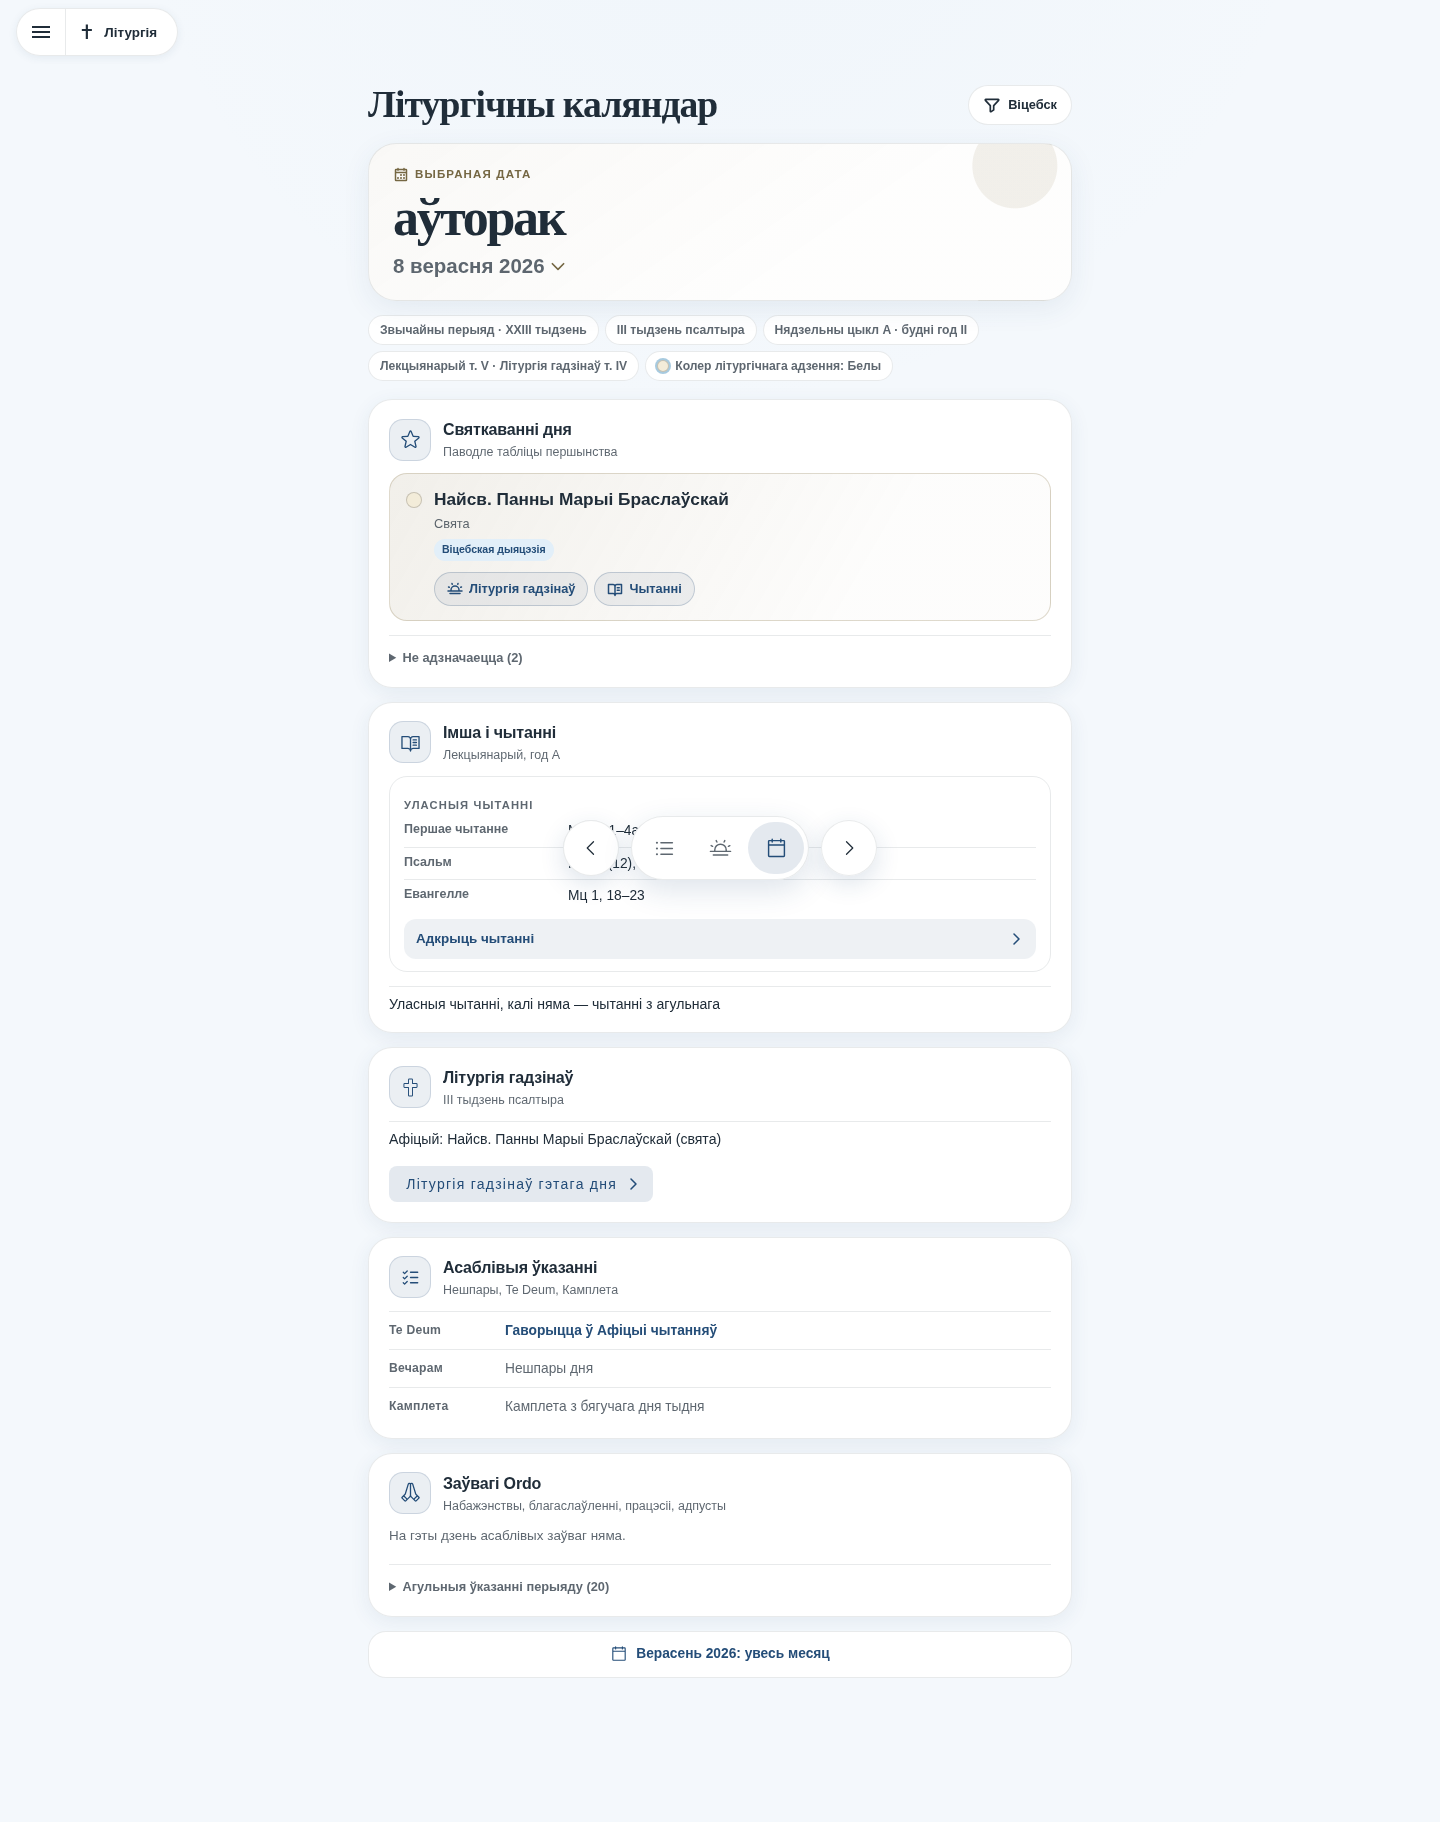 Літургія
Літургічны каляндар
Віцебск
ВЫБРАНАЯ ДАТА
аўторак
8 верасня 2026
Звычайны перыяд · XXIII тыдзень
III тыдзень псалтыра
Нядзельны цыкл A · будні год II
Лекцыянарый т. V · Літургія гадзінаў т. IV
Колер літургічнага адзення: Белы
Святкаванні дня
Паводле табліцы першынства
Найсв. Панны Марыі Браслаўскай
Свята
Віцебская дыяцэзія
Літургія гадзінаў
Чытанні
Не адзначаецца (2)
Імша і чытанні
Лекцыянарый, год A
УЛАСНЫЯ ЧЫТАННІ
Першае чытанне
1–4a
Псальм
(12),
Евангелле
Мц 1, 18–23
Адкрыць чытанні
Уласныя чытанні, калі няма — чытанні з агульнага
Літургія гадзінаў
III тыдзень псалтыра
Афіцый: Найсв. Панны Марыі Браслаўскай (свята)
Літургія гадзінаў гэтага дня
Асаблівыя ўказанні
Нешпары, Te Deum, Камплета
Te Deum
Гаворыцца ў Афіцыі чытанняў
Вечарам
Нешпары дня
Камплета
Камплета з бягучага дня тыдня
Заўвагі Ordo
Набажэнствы, благаслаўленні, працэсіі, адпусты
На гэты дзень асаблівых заўваг няма.
Агульныя ўказанні перыяду (20)
Верасень 2026: увесь месяц